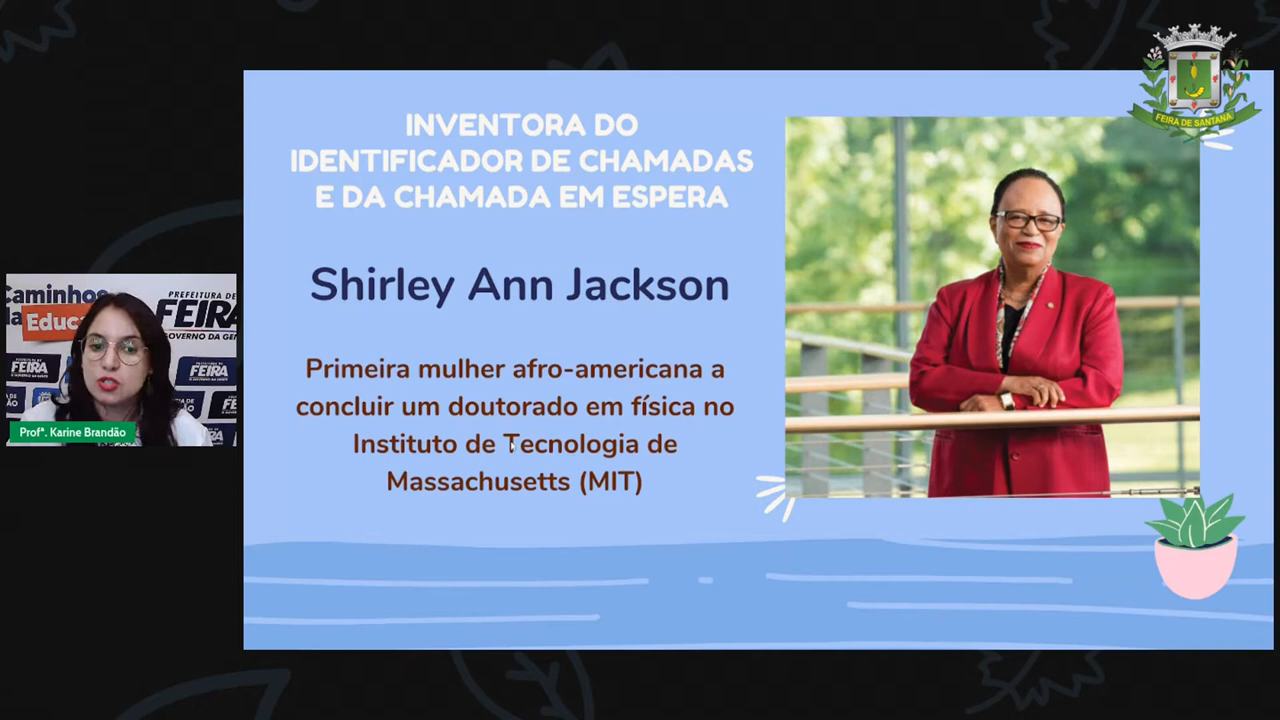 FEIRA DE SANTANA
INVENTORA DO
IDENTIFICADOR DE CHAMADAS
E DA CHAMADA EM ESPERA
Shirley Ann Jackson
Primeira mulher afro-americana a
concluir um doutorado em física no
Instituto de Tecnologia de
Massachusetts (MIT)
Caminhos
da Educa
PREFEITURA DE
FEIRA
GOVERNO DA GEN
FEIRA
FEIRA
Profª. Karine Brandão